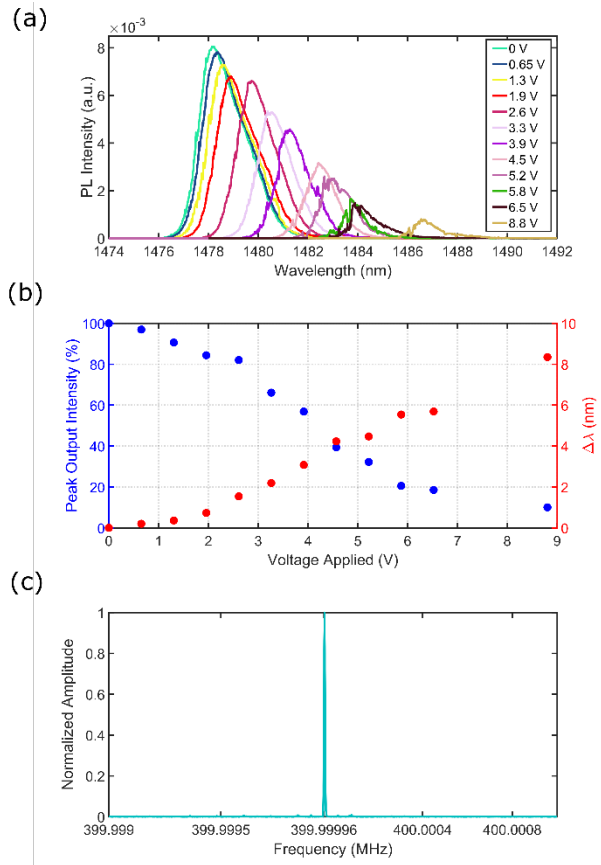 (a)
× 10⁻³
8
6
4
2
0
PL Intensity (a.u.)
1474 1476 1478 1480 1482 1484 1486 1488 1490 1492
Wavelength (nm)
0 V
0.65 V
1.3 V
1.9 V
2.6 V
3.3 V
3.9 V
4.5 V
5.2 V
5.8 V
6.5 V
8.8 V
(b)
100
80
60
40
20
0
Peak Output Intensity (%)
10
8
6
4
2
0
Δλ (nm)
0 1 2 3 4 5 6 7 8 9
Voltage Applied (V)
(c)
1
0.8
0.6
0.4
0.2
0
Normalized Amplitude
399.999 399.9995 399.99996 400.0004 400.0008
Frequency (MHz)